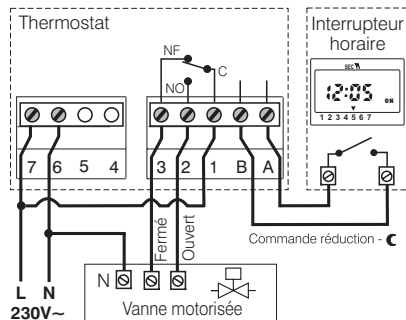 Thermostat
Interrupteur
horaire
NF
C
NO
SEC
12:05
ON
1 2 3 4 5 6 7
7 6 5 4
3 2 1 B A
Commande réduction -
Fermé
Ouvert
L N
230V~
N
Vanne motorisée